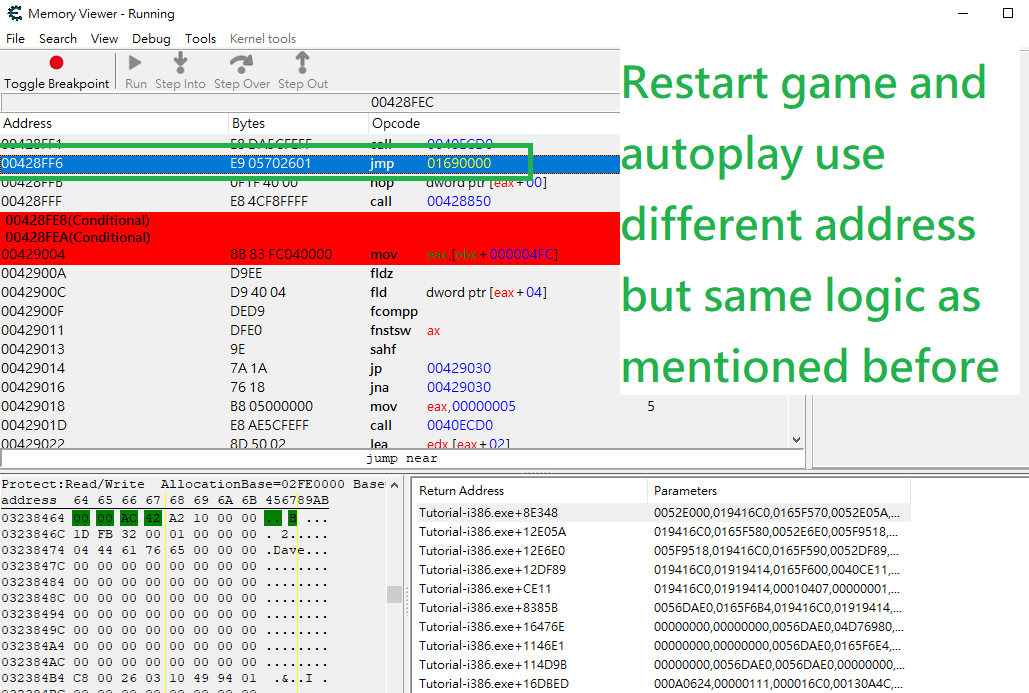 Memory Viewer - Running
File Search View Debug Tools Kernel tools
Toggle Breakpoint Run Step Into Step Over Step Out
00428FEC
Address Bytes Opcode
00428FF1 E8 DA5CFEFF call 0040ECD0
00428FF6 E9 05702601 jmp 01690000
00428FFB 0F1F 40 00 nop dword ptr [eax+00]
00428FFF E8 4CF8FFFF call 00428850
00428FE8(Conditional)
00428FEA(Conditional)
00429004 8B 83 FC040000 mov eax,[ebx+000004FC]
0042900A D9EE fldz
0042900C D9 40 04 fld dword ptr [eax+04]
0042900F DED9 fcompp
00429011 DFE0 fnstsw ax
00429013 9E sahf
00429014 7A 1A jp 00429030
00429016 76 18 jna 00429030
00429018 B8 05000000 mov eax,00000005 5
0042901D E8 AE5CFEFF call 0040ECD0
00429022 8D 50 02 lea edx,[eax+02]
jump near
Restart game and
autoplay use
different address
but same logic as
mentioned before
Protect:Read/Write AllocationBase=02FE0000 Base=
address 64 65 66 67 68 69 6A 6B 456789AB
03238464 00 00 AC 42 A2 10 00 00 .. B ...
0323846C 1D FB 32 00 01 00 00 00 . 2.....
03238474 04 44 61 76 65 00 00 00 .Dave...
0323847C 00 00 00 00 00 00 00 00 ........
03238484 00 00 00 00 00 00 00 00 ........
0323848C 00 00 00 00 00 00 00 00 ........
03238494 00 00 00 00 00 00 00 00 ........
0323849C 00 00 00 00 00 00 00 00 ........
032384A4 00 00 00 00 00 00 00 00 ........
032384AC 00 00 00 00 00 00 00 00 ........
032384B4 C8 00 26 03 10 49 94 01 .&..I .
Return Address Parameters
Tutorial-i386.exe+8E348 0052E000,019416C0,0165F570,0052E05A,...
Tutorial-i386.exe+12E05A 019416C0,0165F580,0052E6E0,005F9518,...
Tutorial-i386.exe+12E6E0 005F9518,019416C0,0165F590,0052DF89,...
Tutorial-i386.exe+12DF89 019416C0,01919414,0165F600,0040CE11,...
Tutorial-i386.exe+CE11 019416C0,01919414,00010407,00000001,...
Tutorial-i386.exe+8385B 0056DAE0,0165F6B4,019416C0,01919414,...
Tutorial-i386.exe+16476E 00000000,00000000,0056DAE0,04D76980,...
Tutorial-i386.exe+1146E1 00000000,00000000,0056DAE0,0165F6E4,...
Tutorial-i386.exe+114D9B 00000000,0056DAE0,0056DAE0,00000000,...
Tutorial-i386.exe+16DBED 000A0624,00000111,000016C0,00130A4C,...